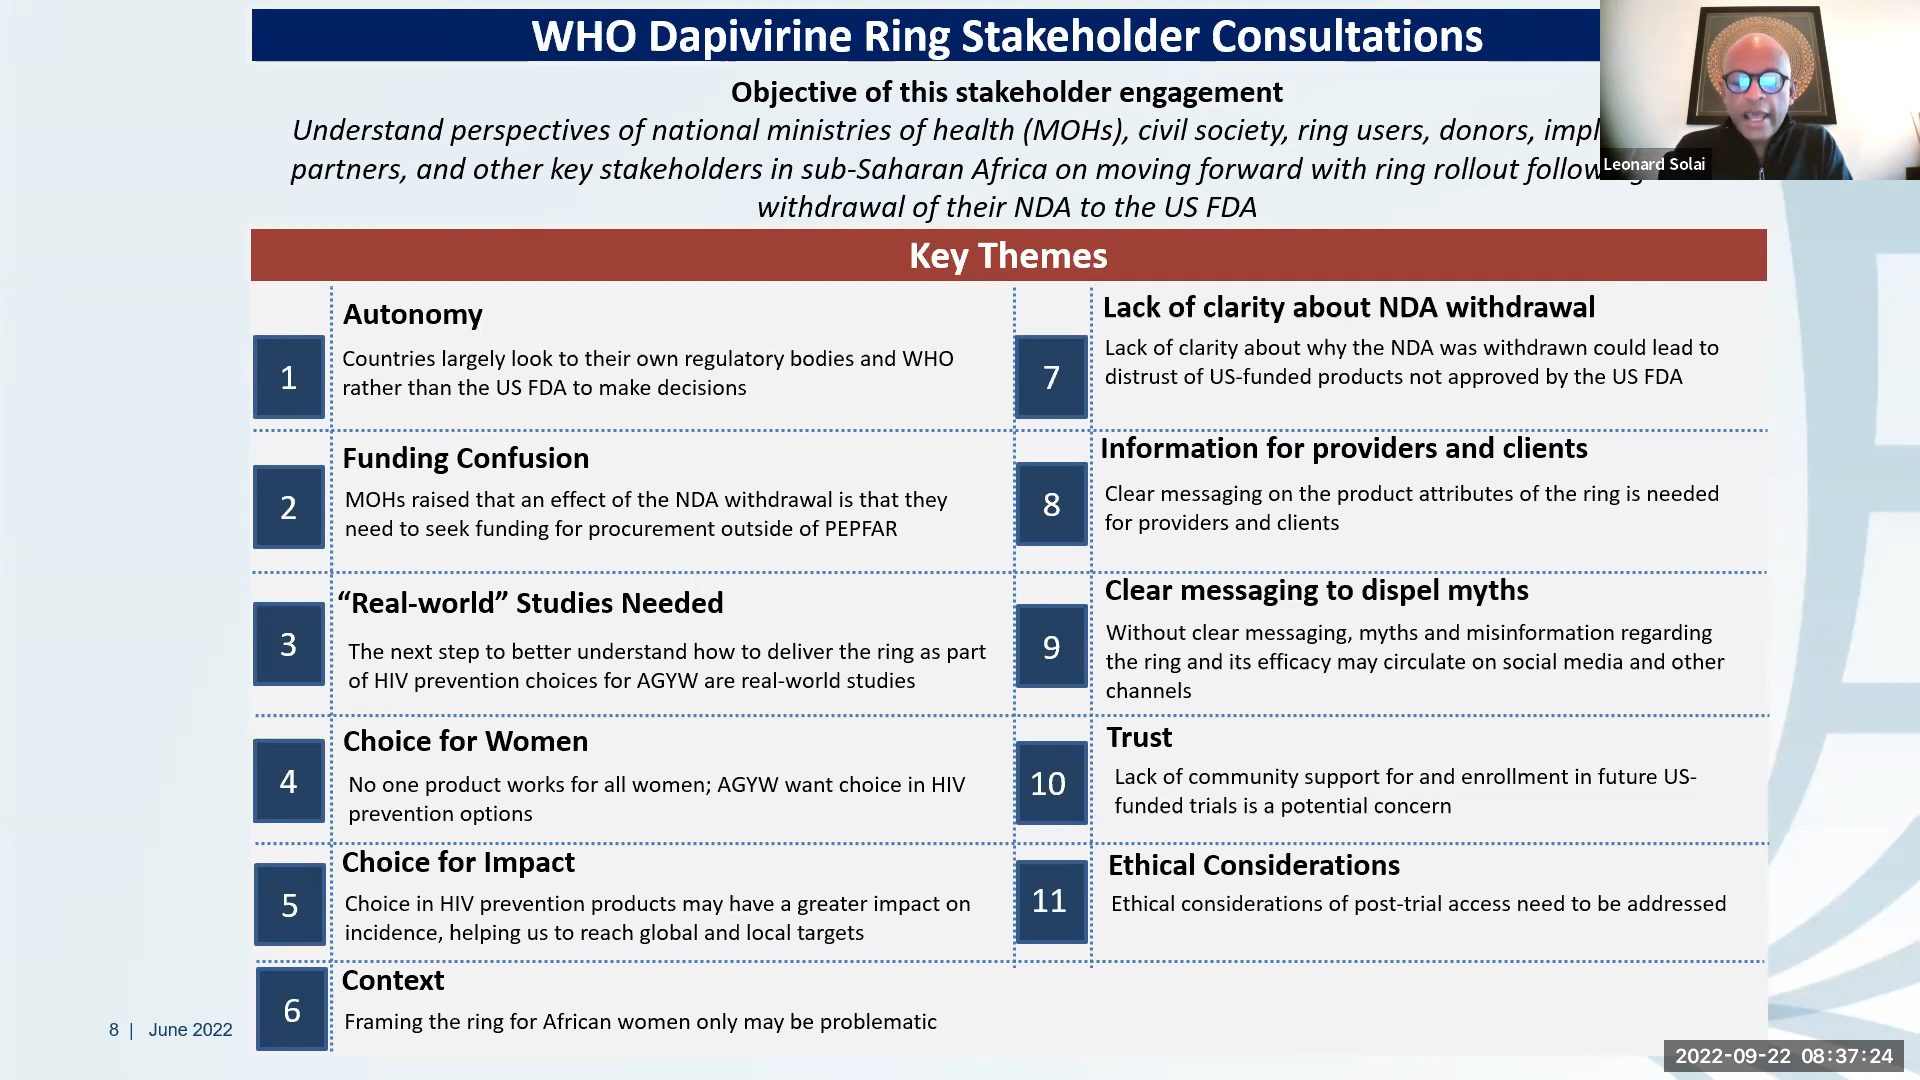 WHO Dapivirine Ring Stakeholder Consultations
Objective of this stakeholder engagement
Understand perspectives of national ministries of health (MOHs), civil society, ring users, donors,
partners, and other key stakeholders in sub-Saharan Africa on moving forward with ring rollout
withdrawal of their NDA to the US FDA
Leonard Solai
Key Themes
1
Autonomy
Countries largely look to their own regulatory bodies and WHO
rather than the US FDA to make decisions
2
Funding Confusion
MOHs raised that an effect of the NDA withdrawal is that they
need to seek funding for procurement outside of PEPFAR
3
“Real-world” Studies Needed
The next step to better understand how to deliver the ring as part
of HIV prevention choices for AGYW are real-world studies
4
Choice for Women
No one product works for all women; AGYW want choice in HIV
prevention options
5
Choice for Impact
Choice in HIV prevention products may have a greater impact on
incidence, helping us to reach global and local targets
6
Context
Framing the ring for African women only may be problematic
7
Lack of clarity about NDA withdrawal
Lack of clarity about why the NDA was withdrawn could lead to
distrust of US-funded products not approved by the US FDA
8
Information for providers and clients
Clear messaging on the product attributes of the ring is needed
for providers and clients
9
Clear messaging to dispel myths
Without clear messaging, myths and misinformation regarding
the ring and its efficacy may circulate on social media and other
channels
10
Trust
Lack of community support for and enrollment in future US-
funded trials is a potential concern
11
Ethical Considerations
Ethical considerations of post-trial access need to be addressed
8 | June 2022
2022-09-22 08:37:24